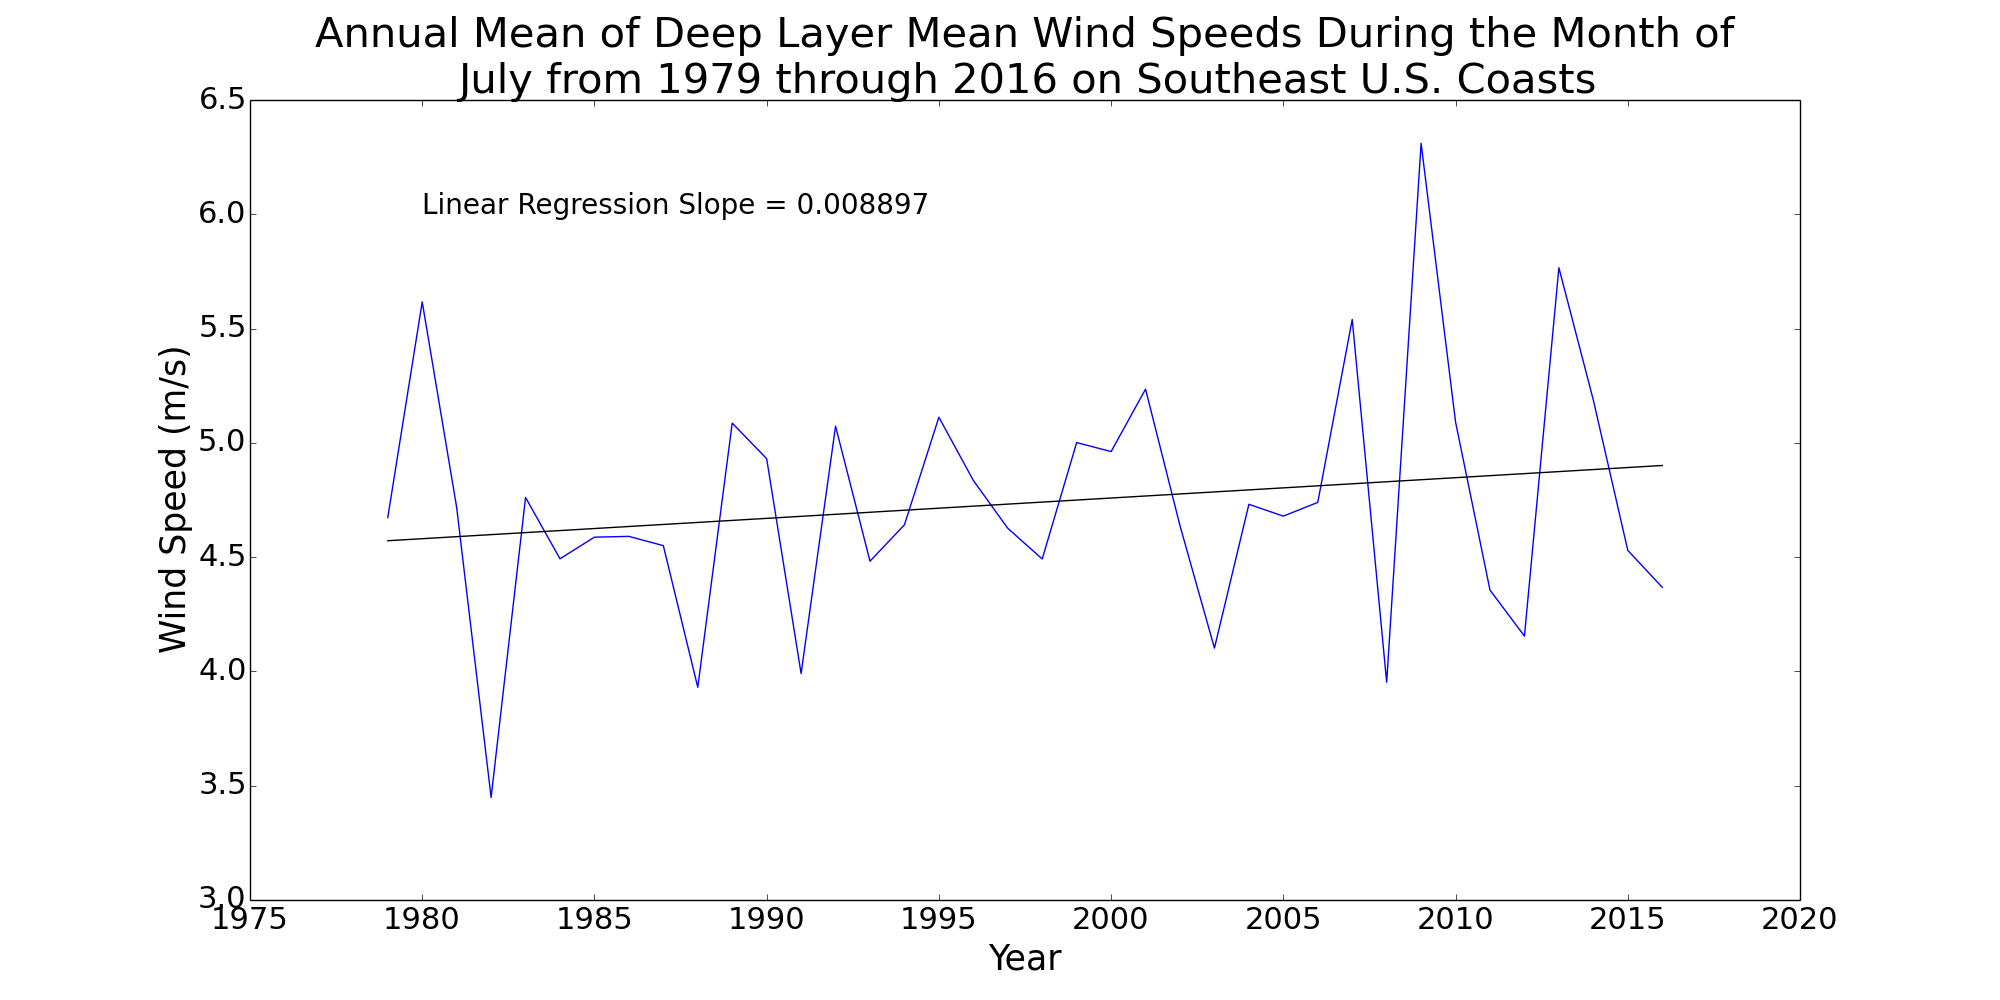 Annual Mean of Deep Layer Mean Wind Speeds During the Month of
July from 1979 through 2016 on Southeast U.S. Coasts
6.5
6.0
5.5
5.0
4.5
4.0
3.5
3.0
Wind Speed (m/s)
Linear Regression Slope = 0.008897
1975 1980 1985 1990 1995 2000 2005 2010 2015 2020
Year